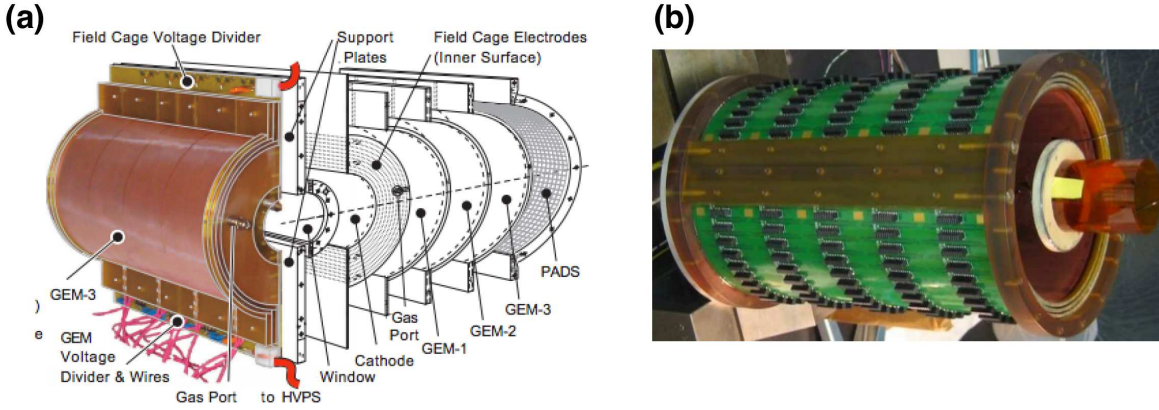 (a)
(b)
Field Cage Voltage Divider
Support
Plates
Field Cage Electrodes
(Inner Surface)
PADS
GEM-3
GEM-3
GEM-2
GEM-1
Gas
Port
)
e
GEM
Voltage
Divider & Wires
Cathode
Window
Gas Port
to HVPS